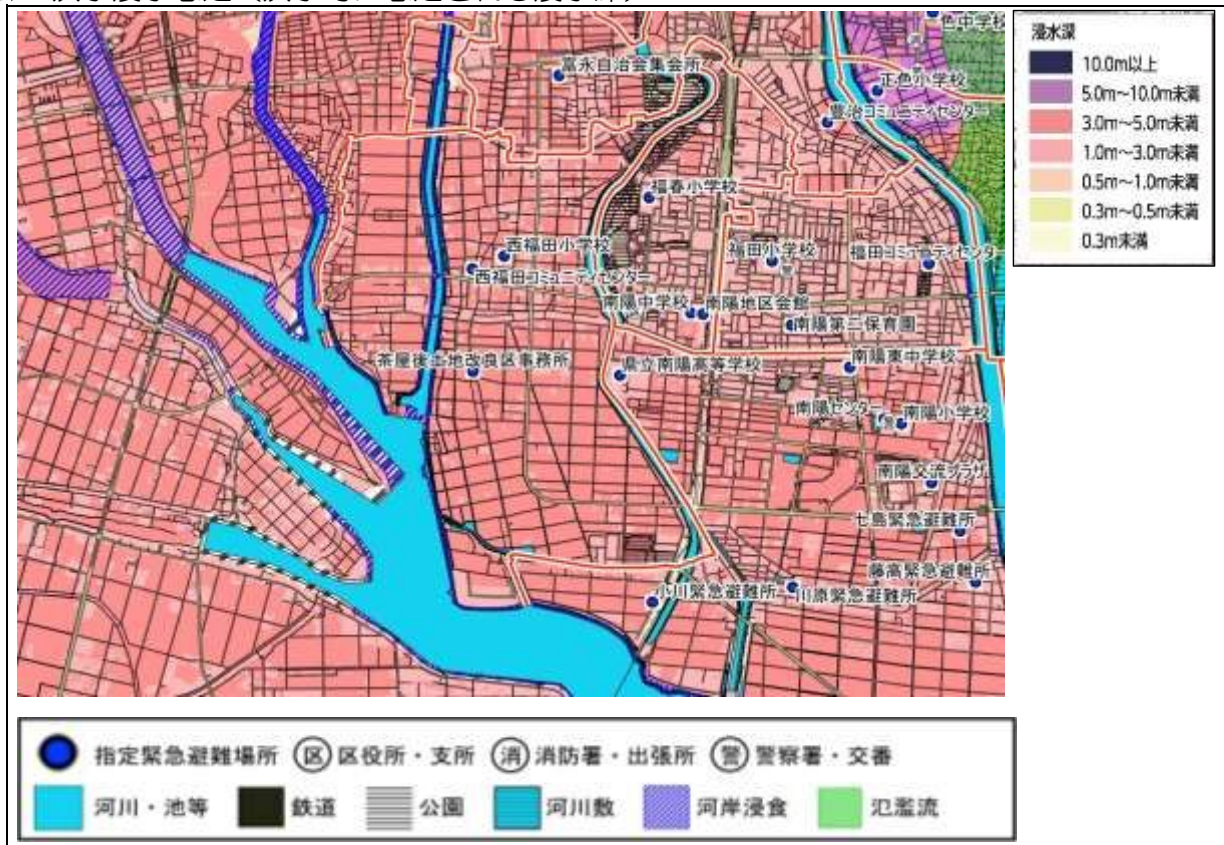 浸水深
10.0m以上
5.0m～10.0m未満
3.0m～5.0m未満
1.0m～3.0m未満
0.5m～1.0m未満
0.3m～0.5m未満
0.3m未満
色中学校
富永自治会集会所
正色小学校
豊治コミュニティセンター
福春小学校
西福田小学校
西福田コミュニティセンター
福田小学校
福田コミュニティセンタ
南陽中学校
南陽地区会館
南陽第二保育園
茶屋後土地改良区事務所
県立南陽高等学校
南陽東中学校
南陽センター
南陽小学校
南陽交流プラザ
七島緊急避難所
藤高緊急避難所
小川緊急避難所
川原緊急避難所
指定緊急避難場所 区 区役所・支所 消 消防署・出張所 警 警察署・交番
河川・池等 鉄道 公園 河川敷 河岸浸食 氾濫流